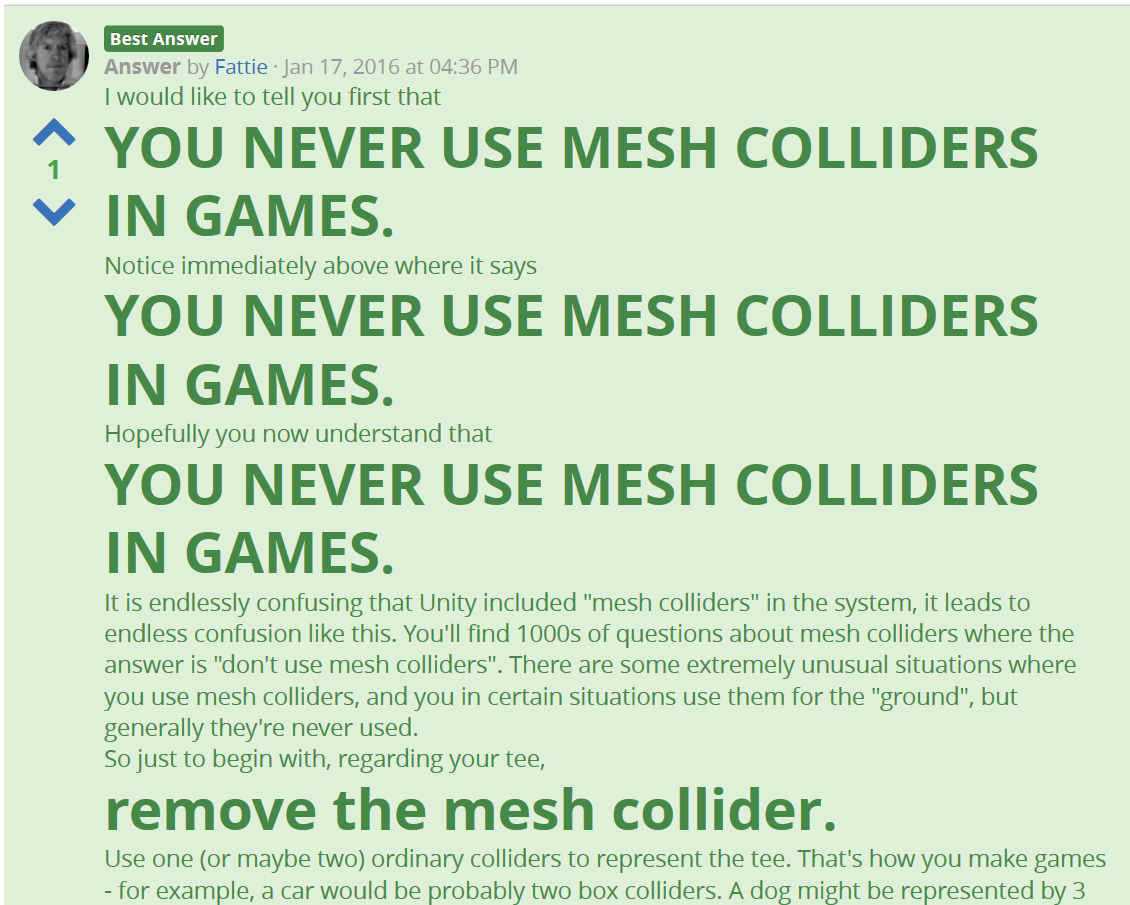 Best Answer
Answer by Fattie · Jan 17, 2016 at 04:36 PM
I would like to tell you first that
YOU NEVER USE MESH COLLIDERS
IN GAMES.
1
Notice immediately above where it says
YOU NEVER USE MESH COLLIDERS
IN GAMES.
Hopefully you now understand that
YOU NEVER USE MESH COLLIDERS
IN GAMES.
It is endlessly confusing that Unity included "mesh colliders" in the system, it leads to
endless confusion like this. You'll find 1000s of questions about mesh colliders where the
answer is "don't use mesh colliders". There are some extremely unusual situations where
you use mesh colliders, and you in certain situations use them for the "ground", but
generally they're never used.
So just to begin with, regarding your tee,
remove the mesh collider.
Use one (or maybe two) ordinary colliders to represent the tee. That's how you make games
- for example, a car would be probably two box colliders. A dog might be represented by 3